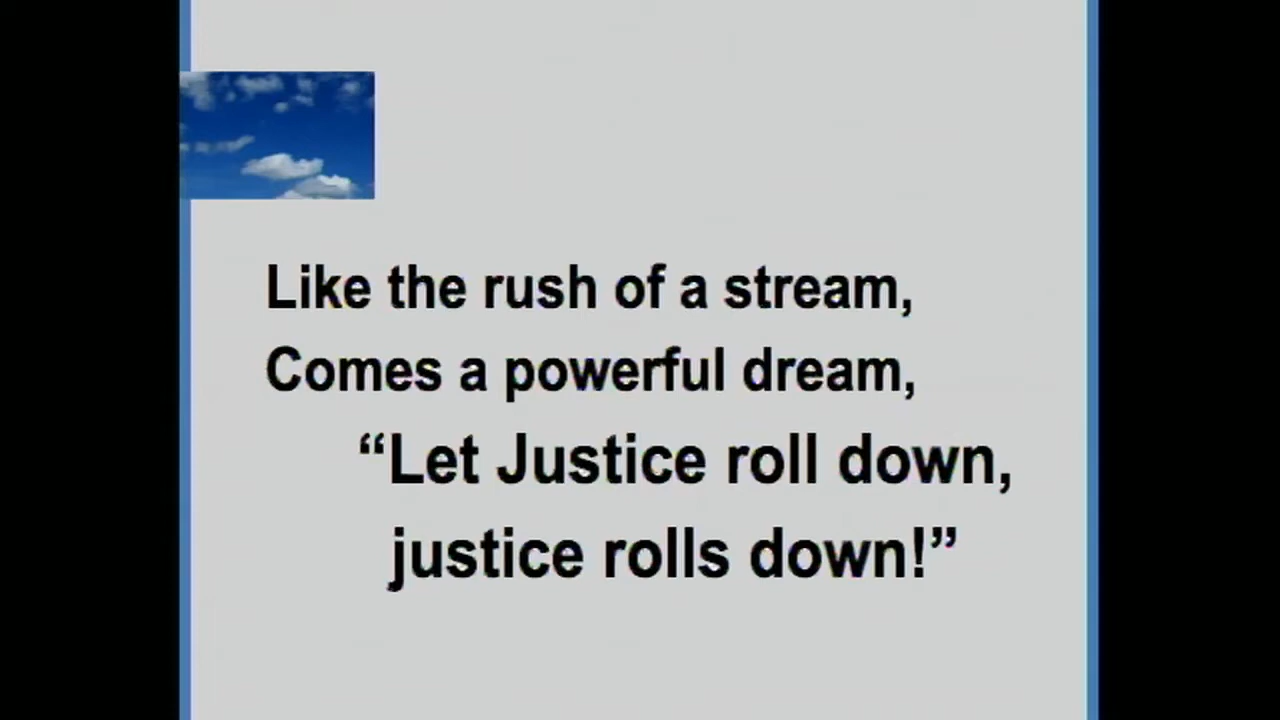 Like the rush of a stream,
Comes a powerful dream,
“Let Justice roll down,
justice rolls down!”